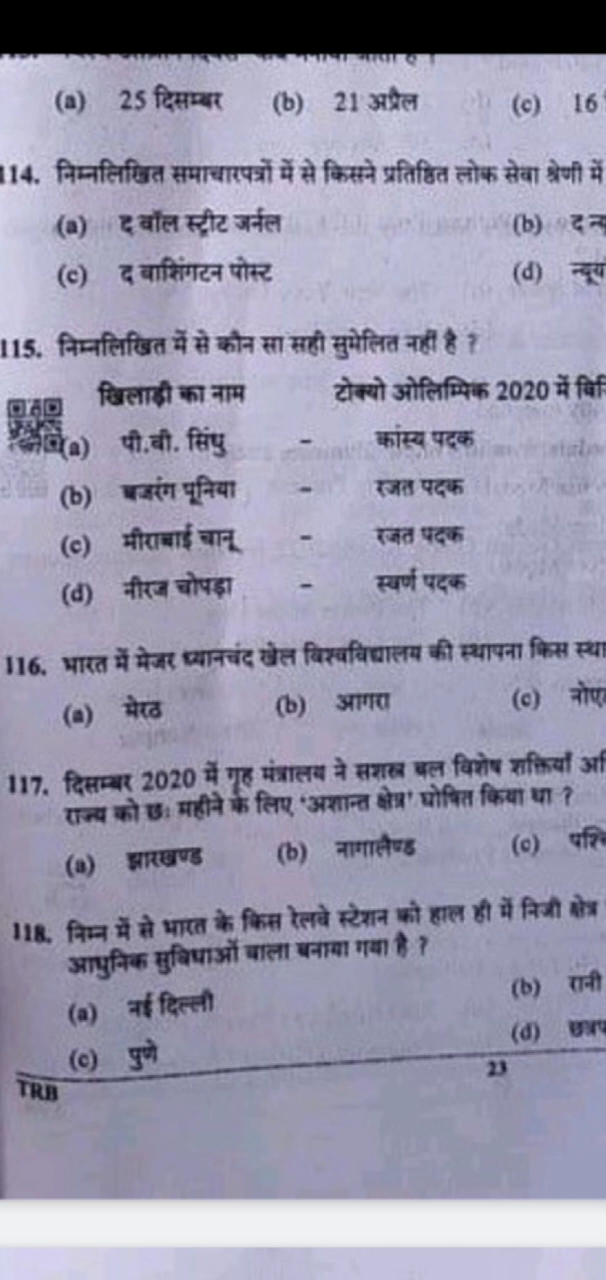 (a) 25 दिसम्बर (b) 21 अप्रैल (c) 16
114. निम्नलिखित समाचारपत्रों में से किसने प्रतिष्ठित लोक सेवा श्रेणी में
(a) द वॉल स्ट्रीट जर्नल (b) द
(c) द वाशिंगटन पोस्ट (d)
115. निम्नलिखित में से कौन सा सही सुमेलित नहीं है ?
खिलाड़ी का नाम टोक्यो ओलिम्पिक 2020 में
(a) पी.वी. सिंधु – कांस्य पदक
(b) बजरंग पूनिया – रजत पदक
(c) मीराबाई चानू – रजत पदक
(d) नीरज चोपड़ा – स्वर्ण पदक
116. भारत में मेजर ध्यानचंद खेल विश्वविद्यालय की स्थापना किस
(a) मेरठ (b) आगरा (c)
117. दिसम्बर 2020 में गृह मंत्रालय ने सशस्त्र बल विशेष शक्तियाँ
राज्य को छः महीने के लिए 'अशान्त क्षेत्र' घोषित किया था ?
(a) झारखण्ड (b) नागालैण्ड (c)
118. निम्न में से भारत के किस रेलवे स्टेशन को हाल ही में निजी क्षेत्र
आधुनिक सुविधाओं वाला बनाया गया है ?
(a) नई दिल्ली (b) रानी
(c) पुणे (d)
TRB 23